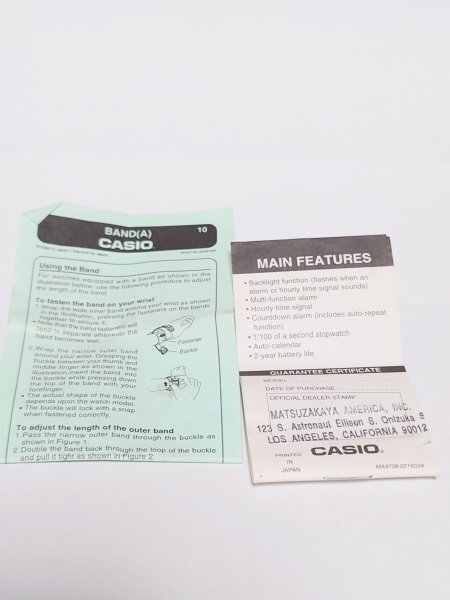 BAND(A) 10
CASIO
Using the Band
For watches equipped with a band as shown in the
illustration below, use the following procedure to adjust
the length of the band.
To fasten the band on your wrist
1. Wrap the wide inner band around your wrist as shown
in the illustration, pressing the fasteners on the bands
together to secure it.
• Note that the band fasteners will
tend to separate whenever the
band becomes wet.
Fastener
Buckle
2. Wrap the narrow outer band
around your wrist. Grasping the
buckle between your thumb and
middle finger as shown in the
illustration, insert the band into
the buckle while pressing down
the top of the band with your
forefinger.
• The actual shape of the buckle
depends upon the watch model.
• The buckle will lock with a snap
when fastened correctly.
To adjust the length of the outer band
1. Pass the narrow outer band through the buckle as
shown in Figure 1.
2. Double the band back through the loop of the buckle
and pull it tight as shown in Figure 2.
MAIN FEATURES
• Backlight function (flashes when an
alarm or hourly time signal sounds)
• Multi-function alarm
• Hourly time signal
• Countdown alarm (includes auto-repeat
function)
• 1/100 of a second stopwatch
• Auto-calendar
• 2-year battery life
GUARANTEE CERTIFICATE
MODEL
DATE OF PURCHASE
OFFICIAL DEALER STAMP
MATSUZAKAYA AMERICA, INC.
123 S. Astronaut Ellison S. Onizuka S
LOS ANGELES, CALIFORNIA 90012
PRINTED
IN
JAPAN
CASIO
MA9708-021603A